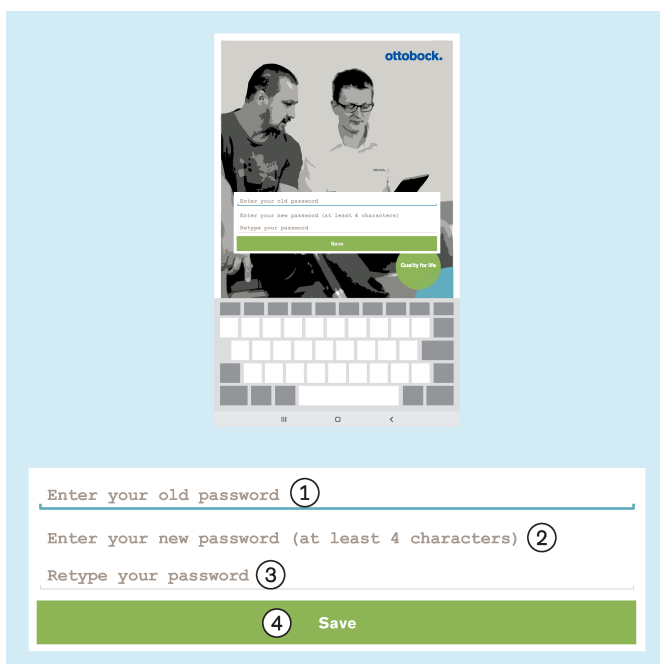 ottobock.
Enter your old password
Enter your new password (at least 4 characters)
Retype your password
Save
Quality for life
Enter your old password 1
Enter your new password (at least 4 characters) 2
Retype your password 3
4 Save